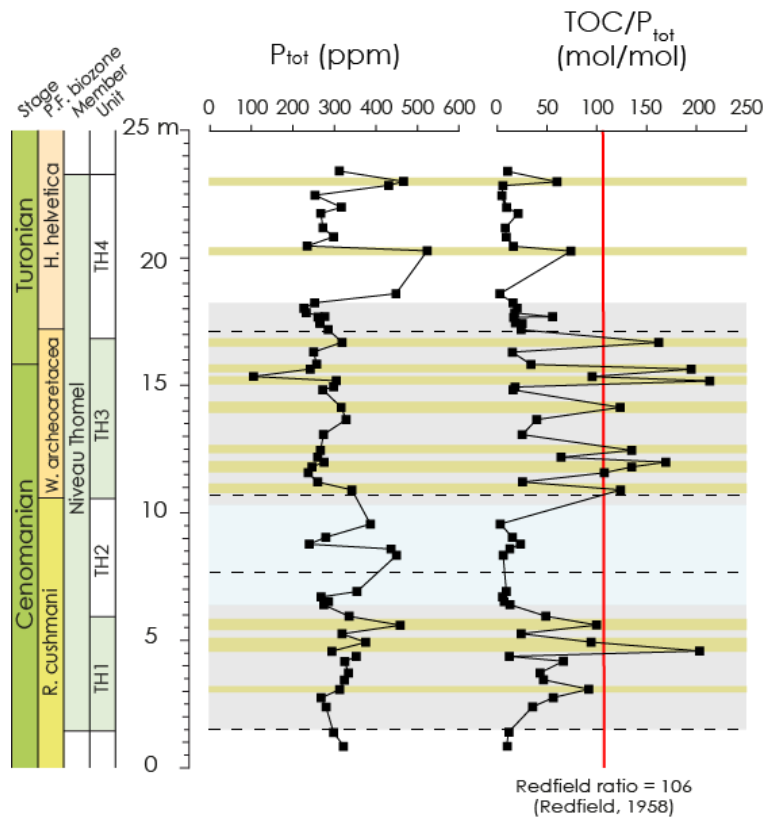 P_tot (ppm)
TOC/P_tot
(mol/mol)
Stage
P.F. biozone
Member
Unit
0 100 200 300 400 500 600
0 50 100 150 200 250
25 m
20
15
10
5
0
Turonian
Cenomanian
H. helvetica
W. archeocretacea
R. cushmani
Niveau Thomel
TH4
TH3
TH2
TH1
Redfield ratio = 106
(Redfield, 1958)